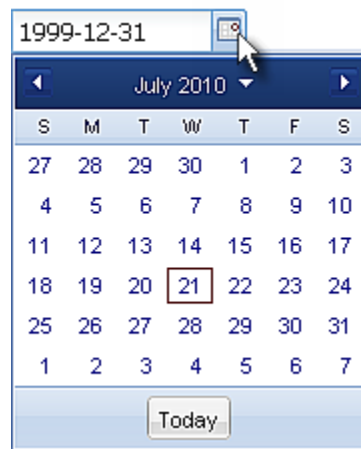 1999-12-31
July 2010
S M T W T F S
27 28 29 30 1 2 3
4 5 6 7 8 9 10
11 12 13 14 15 16 17
18 19 20 21 22 23 24
25 26 27 28 29 30 31
1 2 3 4 5 6 7
Today